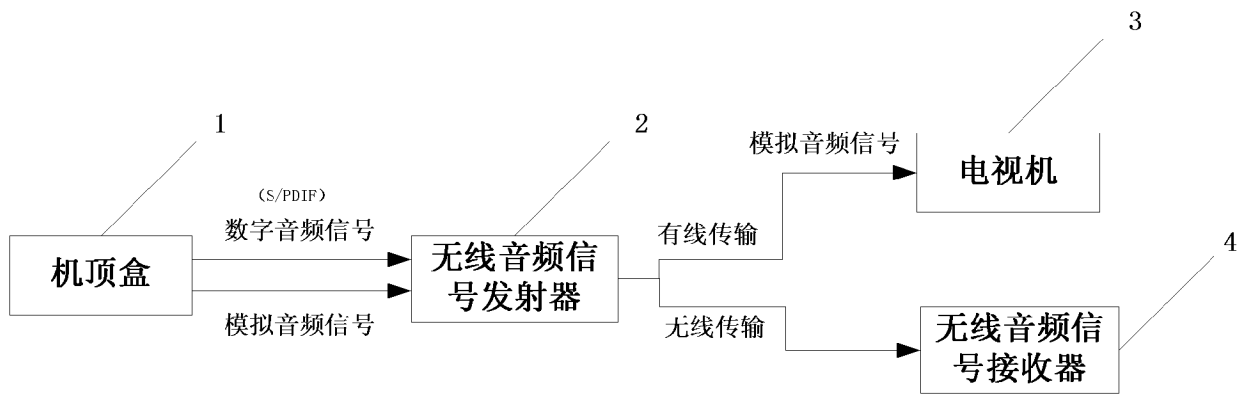 3
1
2
模拟音频信号
电视机
(S/PDIF)
数字音频信号
有线传输
4
机顶盒
无线音频信
号发射器
模拟音频信号
无线传输
无线音频信
号接收器